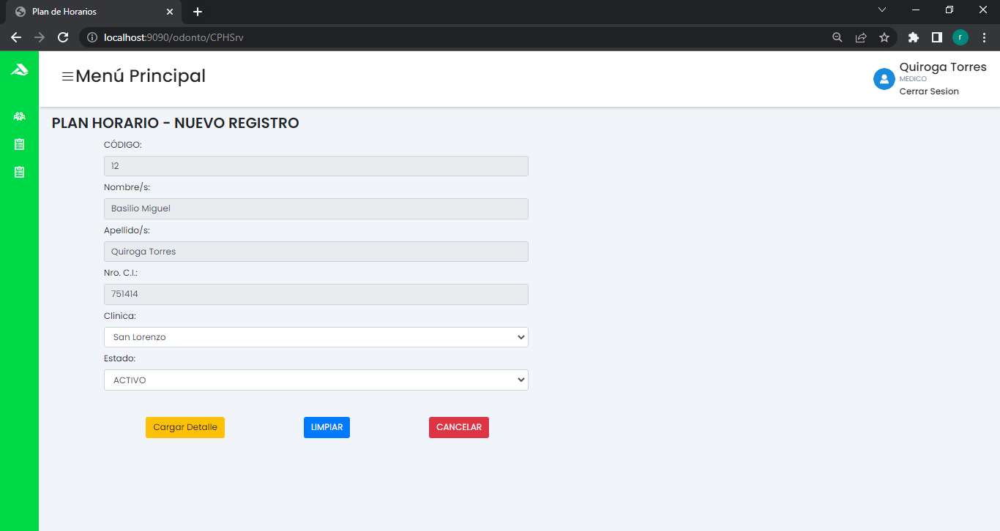 Plan de Horarios
localhost:9090/odonto/CPHSrv
r
Menú Principal
Quiroga Torres
MEDICO
Cerrar Sesion
PLAN HORARIO - NUEVO REGISTRO
CÓDIGO:
12
Nombre/s:
Basilio Miguel
Apellido/s:
Quiroga Torres
Nro. C.I.:
751414
Clinica:
San Lorenzo
Estado:
ACTIVO
Cargar Detalle
LIMPIAR
CANCELAR